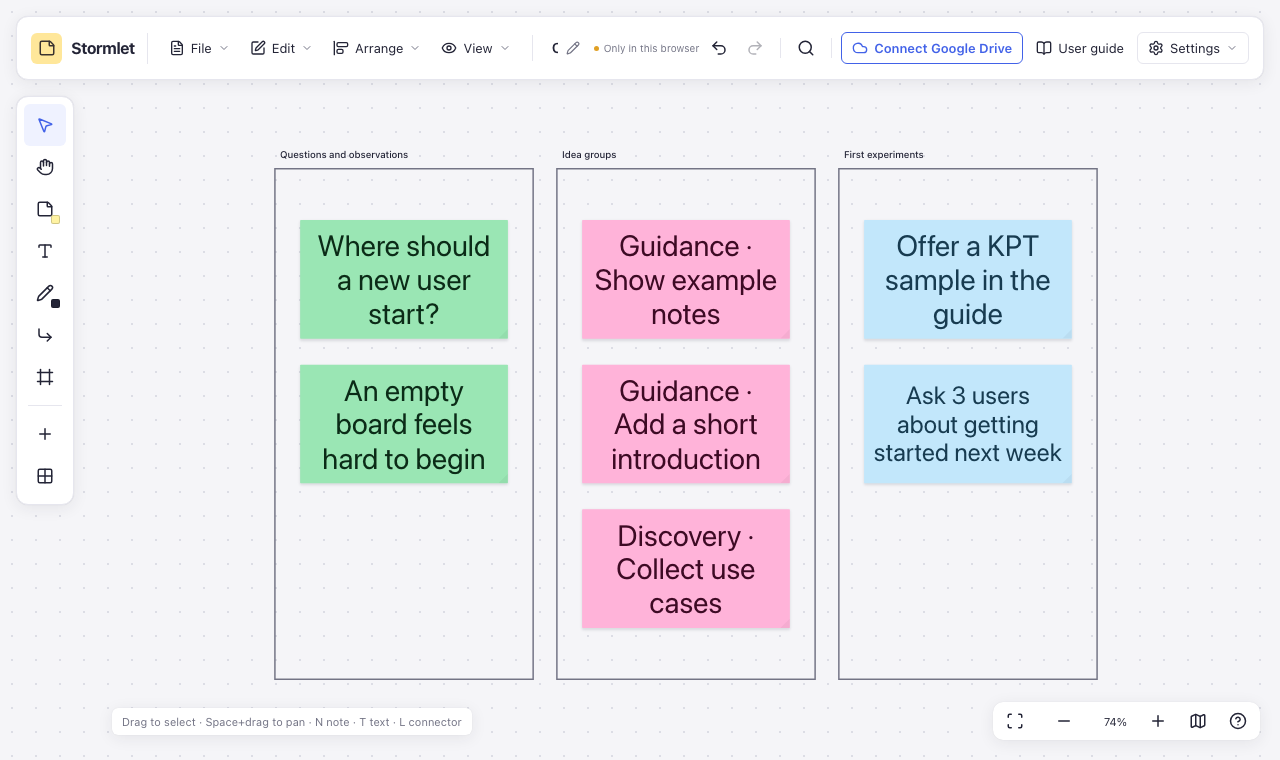 Stormlet
File
Edit
Arrange
View
Only in this browser
Connect Google Drive
User guide
Settings
Questions and observations
Where should
a new user
start?
An empty
board feels
hard to begin
Idea groups
Guidance ·
Show example
notes
Guidance ·
Add a short
introduction
Discovery ·
Collect use
cases
First experiments
Offer a KPT
sample in the
guide
Ask 3 users
about getting
started next week
Drag to select · Space+drag to pan · N note · T text · L connector
74%